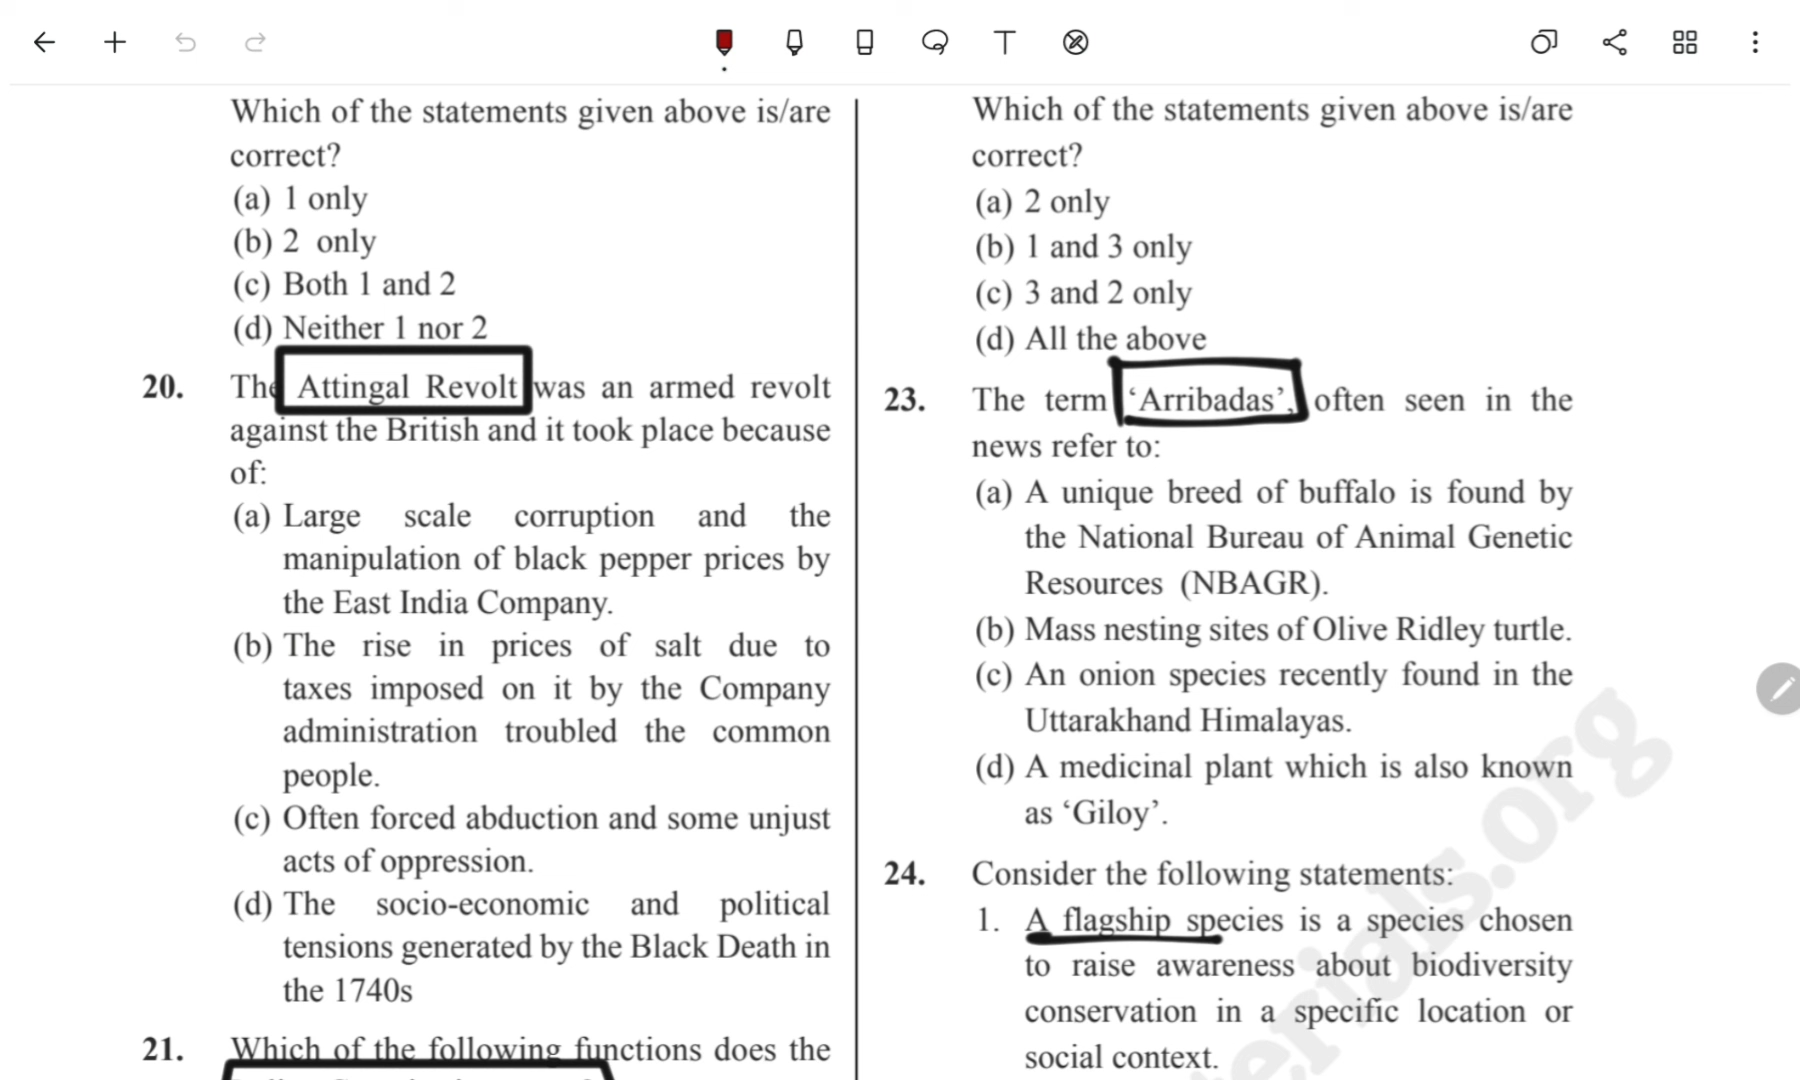 Which of the statements given above is/are
correct?
(a) 1 only
(b) 2 only
(c) Both 1 and 2
(d) Neither 1 nor 2
20. The Attingal Revolt was an armed revolt
against the British and it took place because
of:
(a) Large scale corruption and the
manipulation of black pepper prices by
the East India Company.
(b) The rise in prices of salt due to
taxes imposed on it by the Company
administration troubled the common
people.
(c) Often forced abduction and some unjust
acts of oppression.
(d) The socio-economic and political
tensions generated by the Black Death in
the 1740s
21. Which of the following functions does the
Which of the statements given above is/are
correct?
(a) 2 only
(b) 1 and 3 only
(c) 3 and 2 only
(d) All the above
23. The term ‘Arribadas’, often seen in the
news refer to:
(a) A unique breed of buffalo is found by
the National Bureau of Animal Genetic
Resources (NBAGR).
(b) Mass nesting sites of Olive Ridley turtle.
(c) An onion species recently found in the
Uttarakhand Himalayas.
(d) A medicinal plant which is also known
as ‘Giloy’.
24. Consider the following statements:
1. A flagship species is a species chosen
to raise awareness about biodiversity
conservation in a specific location or
social context.
erials.org